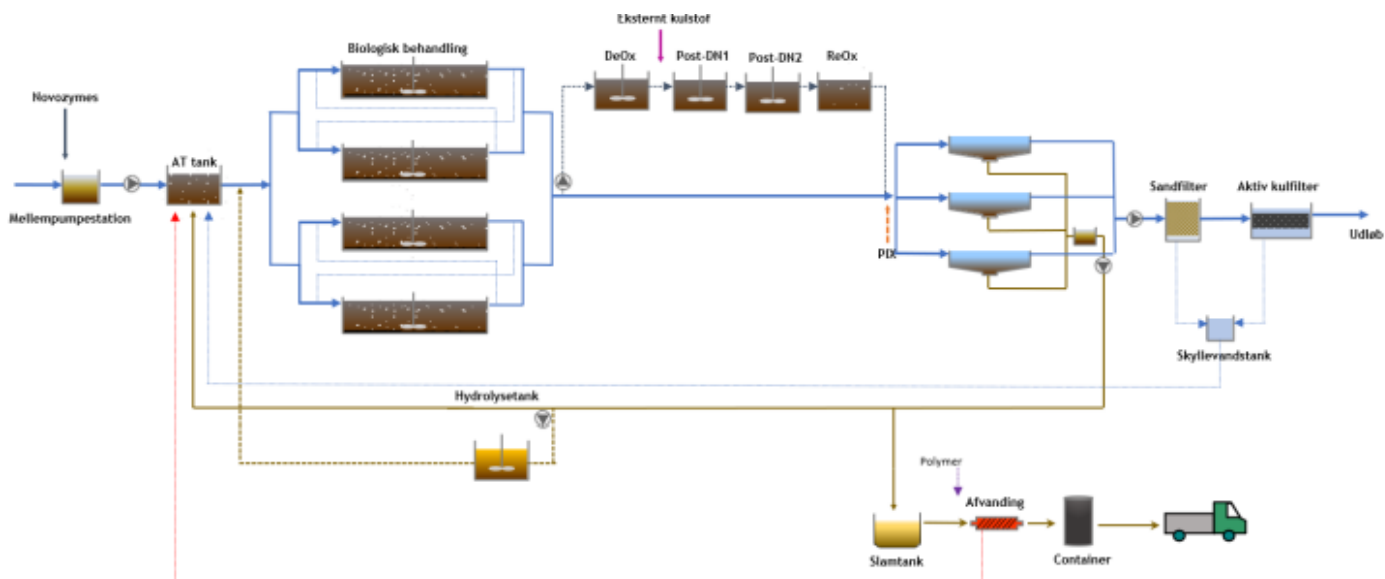 Eksternt kulstof
Biologisk behandling
DeOx
Post-DN1
Post-DN2
ReOx
Novozymes
AT tank
Mellempumpestation
Sandfilter
Aktiv kulfilter
Udløb
PIX
Skyllevandstank
Hydrolysetank
Polymer
Afvanding
Slamtank
Container